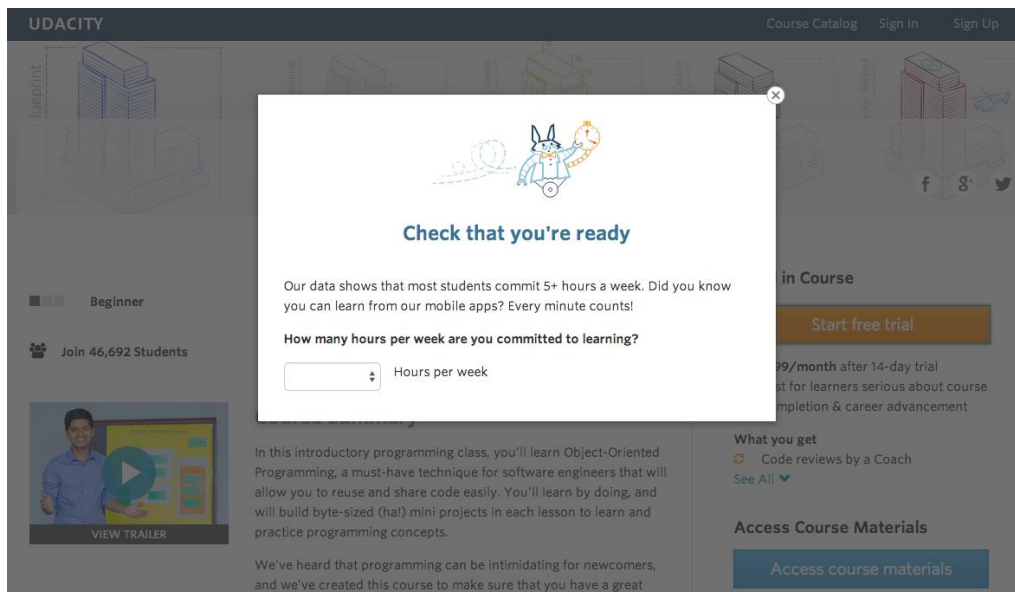 UDACITY
Course Catalog Sign In Sign Up
blueprint
Check that you're ready
Our data shows that most students commit 5+ hours a week. Did you know
you can learn from our mobile apps? Every minute counts!
How many hours per week are you committed to learning?
Hours per week
Beginner
Join 46,692 Students
VIEW TRAILER
Course Summary
In this introductory programming class, you'll learn Object-Oriented
Programming, a must-have technique for software engineers that will
allow you to reuse and share code easily. You'll learn by doing, and
will build byte-sized (ha!) mini projects in each lesson to learn and
practice programming concepts.
We've heard that programming can be intimidating for newcomers,
and we've created this course to make sure that you have a great
in Course
Start free trial
99/month after 14-day trial
st for learners serious about course
mpletion & career advancement
What you get
Code reviews by a Coach
See All
Access Course Materials
Access course materials